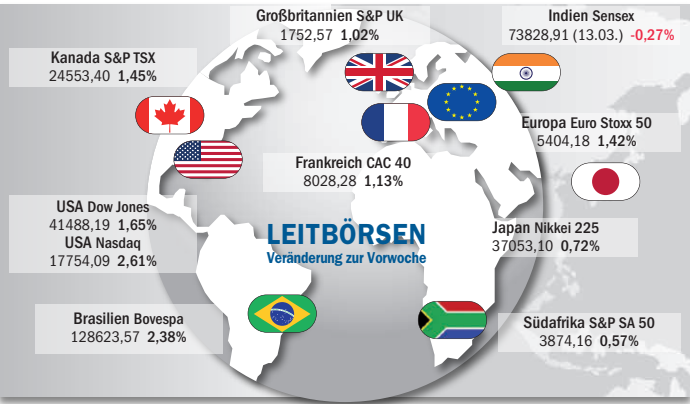 Großbritannien S&P UK
1752,57 1,02%
Indien Sensex
73828,91 (13.03.) -0,27%
Kanada S&P TSX
24553,40 1,45%
Europa Euro Stoxx 50
5404,18 1,42%
Frankreich CAC 40
8028,28 1,13%
USA Dow Jones
41488,19 1,65%
USA Nasdaq
17754,09 2,61%
LEITBÖRSEN
Veränderung zur Vorwoche
Japan Nikkei 225
37053,10 0,72%
Brasilien Bovespa
128623,57 2,38%
Südafrika S&P SA 50
3874,16 0,57%